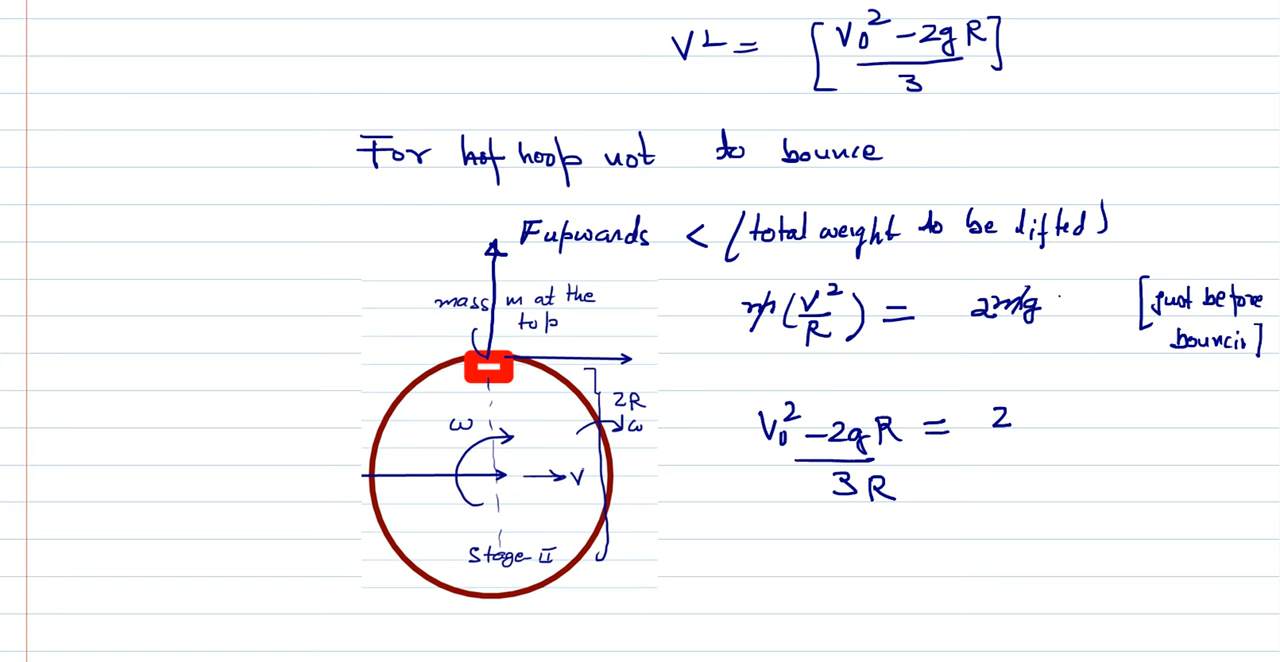 V² = [ V₀² − 2gR / 3 ]
For hoop not to bounce
Fupwards < (total weight to be lifted)
mass m at the top
m(V²/R) = 2mg [just before bouncin]
2R
ω
ω
V
V₀² − 2gR / 3R = 2
Stage II